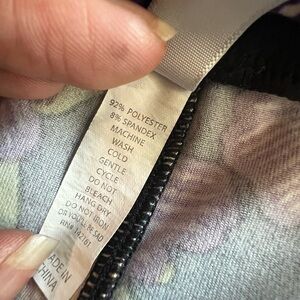 92% POLYESTER
8% SPANDEX
MACHINE
WASH
COLD
GENTLE
CYCLE
DO NOT
BLEACH
HANG DRY
DO NOT IRON
MADE IN
CHINA